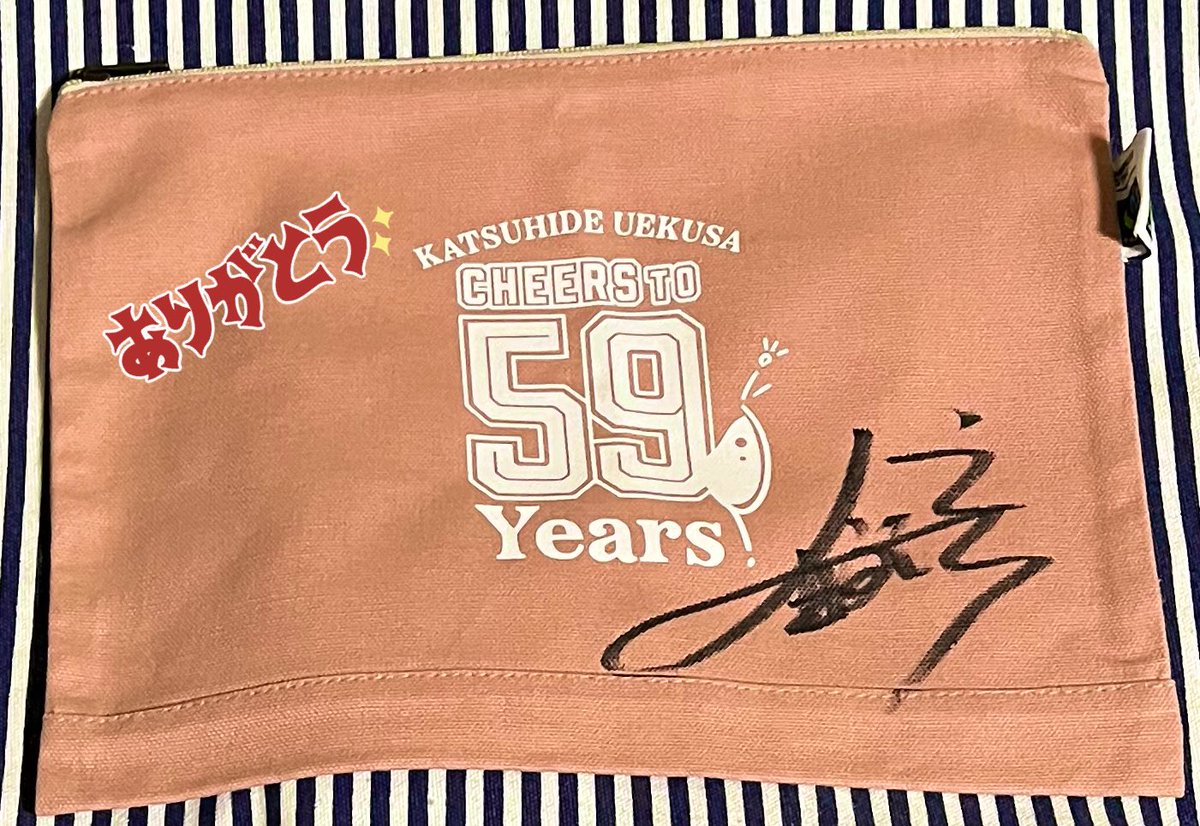 ありがとう
KATSUHIDE UEKUSA
CHEERS TO
59
Years